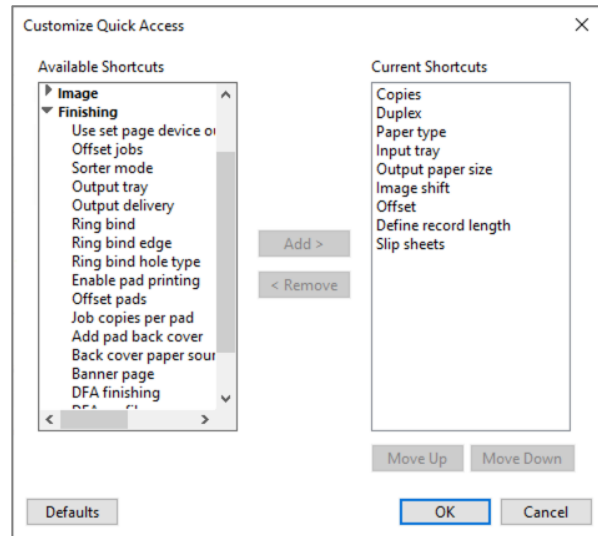 Customize Quick Access
Available Shortcuts
Image
Finishing
Use set page device
Offset jobs
Sorter mode
Output tray
Output delivery
Ring bind
Ring bind edge
Ring bind hole type
Enable pad printing
Offset pads
Job copies per pad
Add pad back cover
Back cover paper
Banner page
DFA finishing
Add >
< Remove
Current Shortcuts
Copies
Duplex
Paper type
Input tray
Output paper size
Image shift
Offset
Define record length
Slip sheets
Move Up Move Down
Defaults OK Cancel